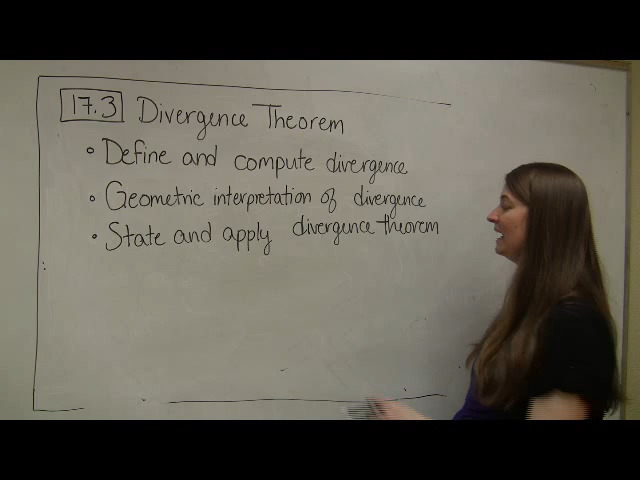 17.3 Divergence Theorem
• Define and compute divergence
• Geometric interpretation of divergence
• State and apply divergence theorem